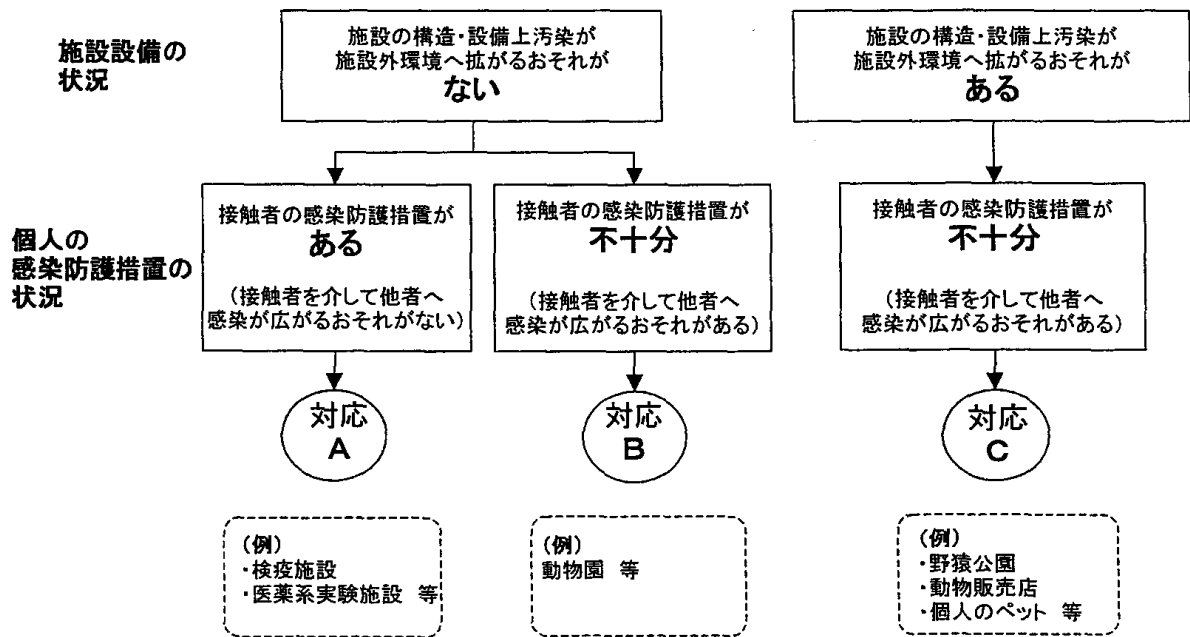 施設設備の
状況
施設の構造・設備上汚染が
施設外環境へ拡がるおそれが
ない
施設の構造・設備上汚染が
施設外環境へ拡がるおそれが
ある
個人の
感染防護措置の
状況
接触者の感染防護措置が
ある
（接触者を介して他者へ
感染が広がるおそれがない）
接触者の感染防護措置が
不十分
（接触者を介して他者へ
感染が広がるおそれがある）
接触者の感染防護措置が
不十分
（接触者を介して他者へ
感染が広がるおそれがある）
対応
A
対応
B
対応
C
（例）
・検疫施設
・医薬系実験施設 等
（例）
動物園 等
（例）
・野猿公園
・動物販売店
・個人のペット 等